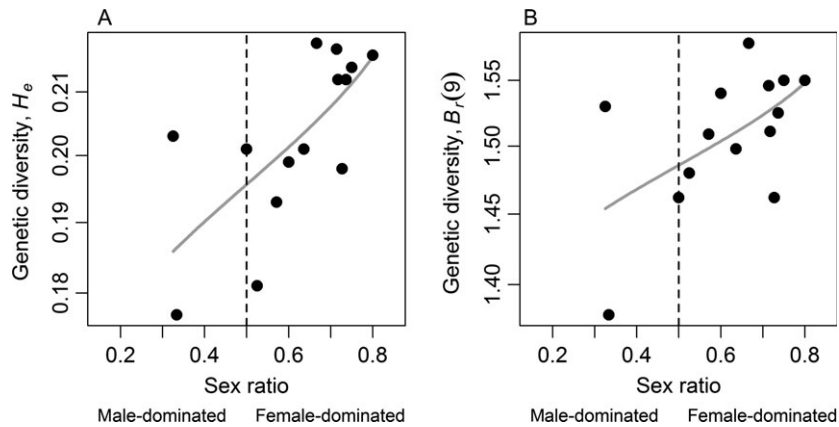 A
Genetic diversity, He
0.21
0.20
0.19
0.18
0.2 0.4 0.6 0.8
Sex ratio
Male-dominated Female-dominated
B
Genetic diversity, Br(9)
1.55
1.50
1.45
1.40
0.2 0.4 0.6 0.8
Sex ratio
Male-dominated Female-dominated